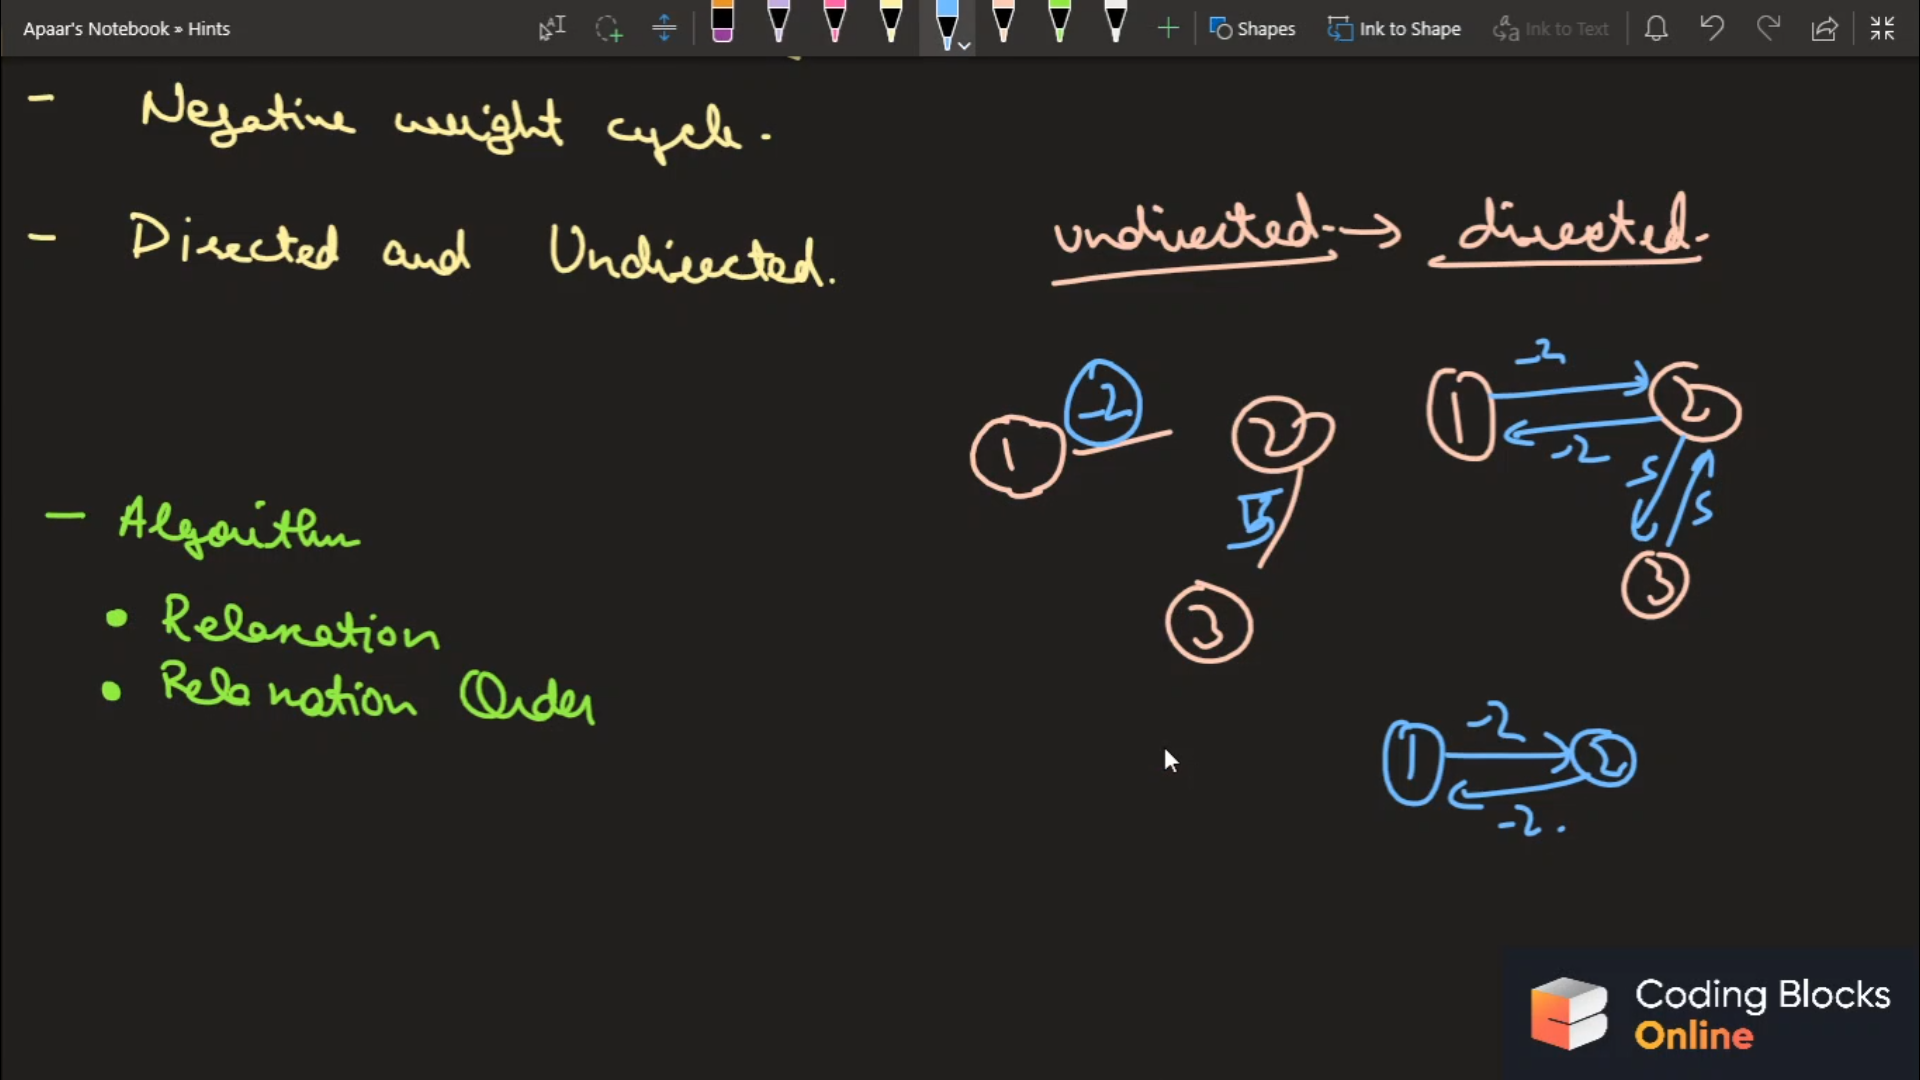 Apaar's Notebook » Hints
Shapes
Ink to Shape
Ink to Text
- Negative weight cycle.
- Directed and Undirected.
undirected. → directed.
-2
1
2
5
3
-2
1
2
-2
5
5
3
- Algorithm
• Relaxation
• Relaxation Order
-2
1
2
-2.
Coding Blocks
Online